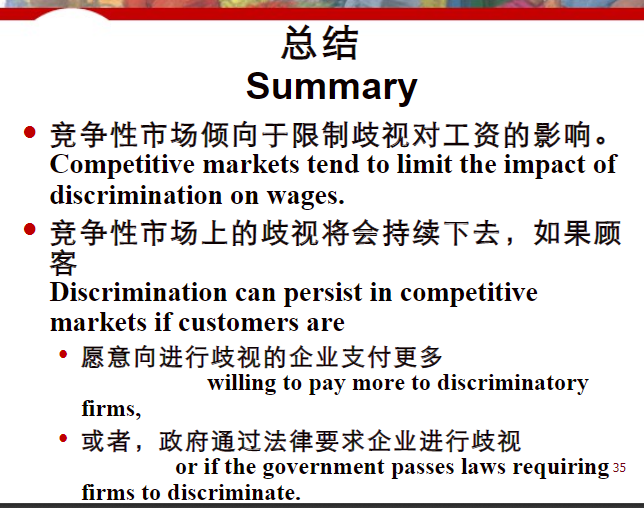 总结
Summary
竞争性市场倾向于限制歧视对工资的影响。
Competitive markets tend to limit the impact of
discrimination on wages.
竞争性市场上的歧视将会持续下去，如果顾
客
Discrimination can persist in competitive
markets if customers are
愿意向进行歧视的企业支付更多
willing to pay more to discriminatory
firms,
或者，政府通过法律要求企业进行歧视
or if the government passes laws requiring
firms to discriminate.
35